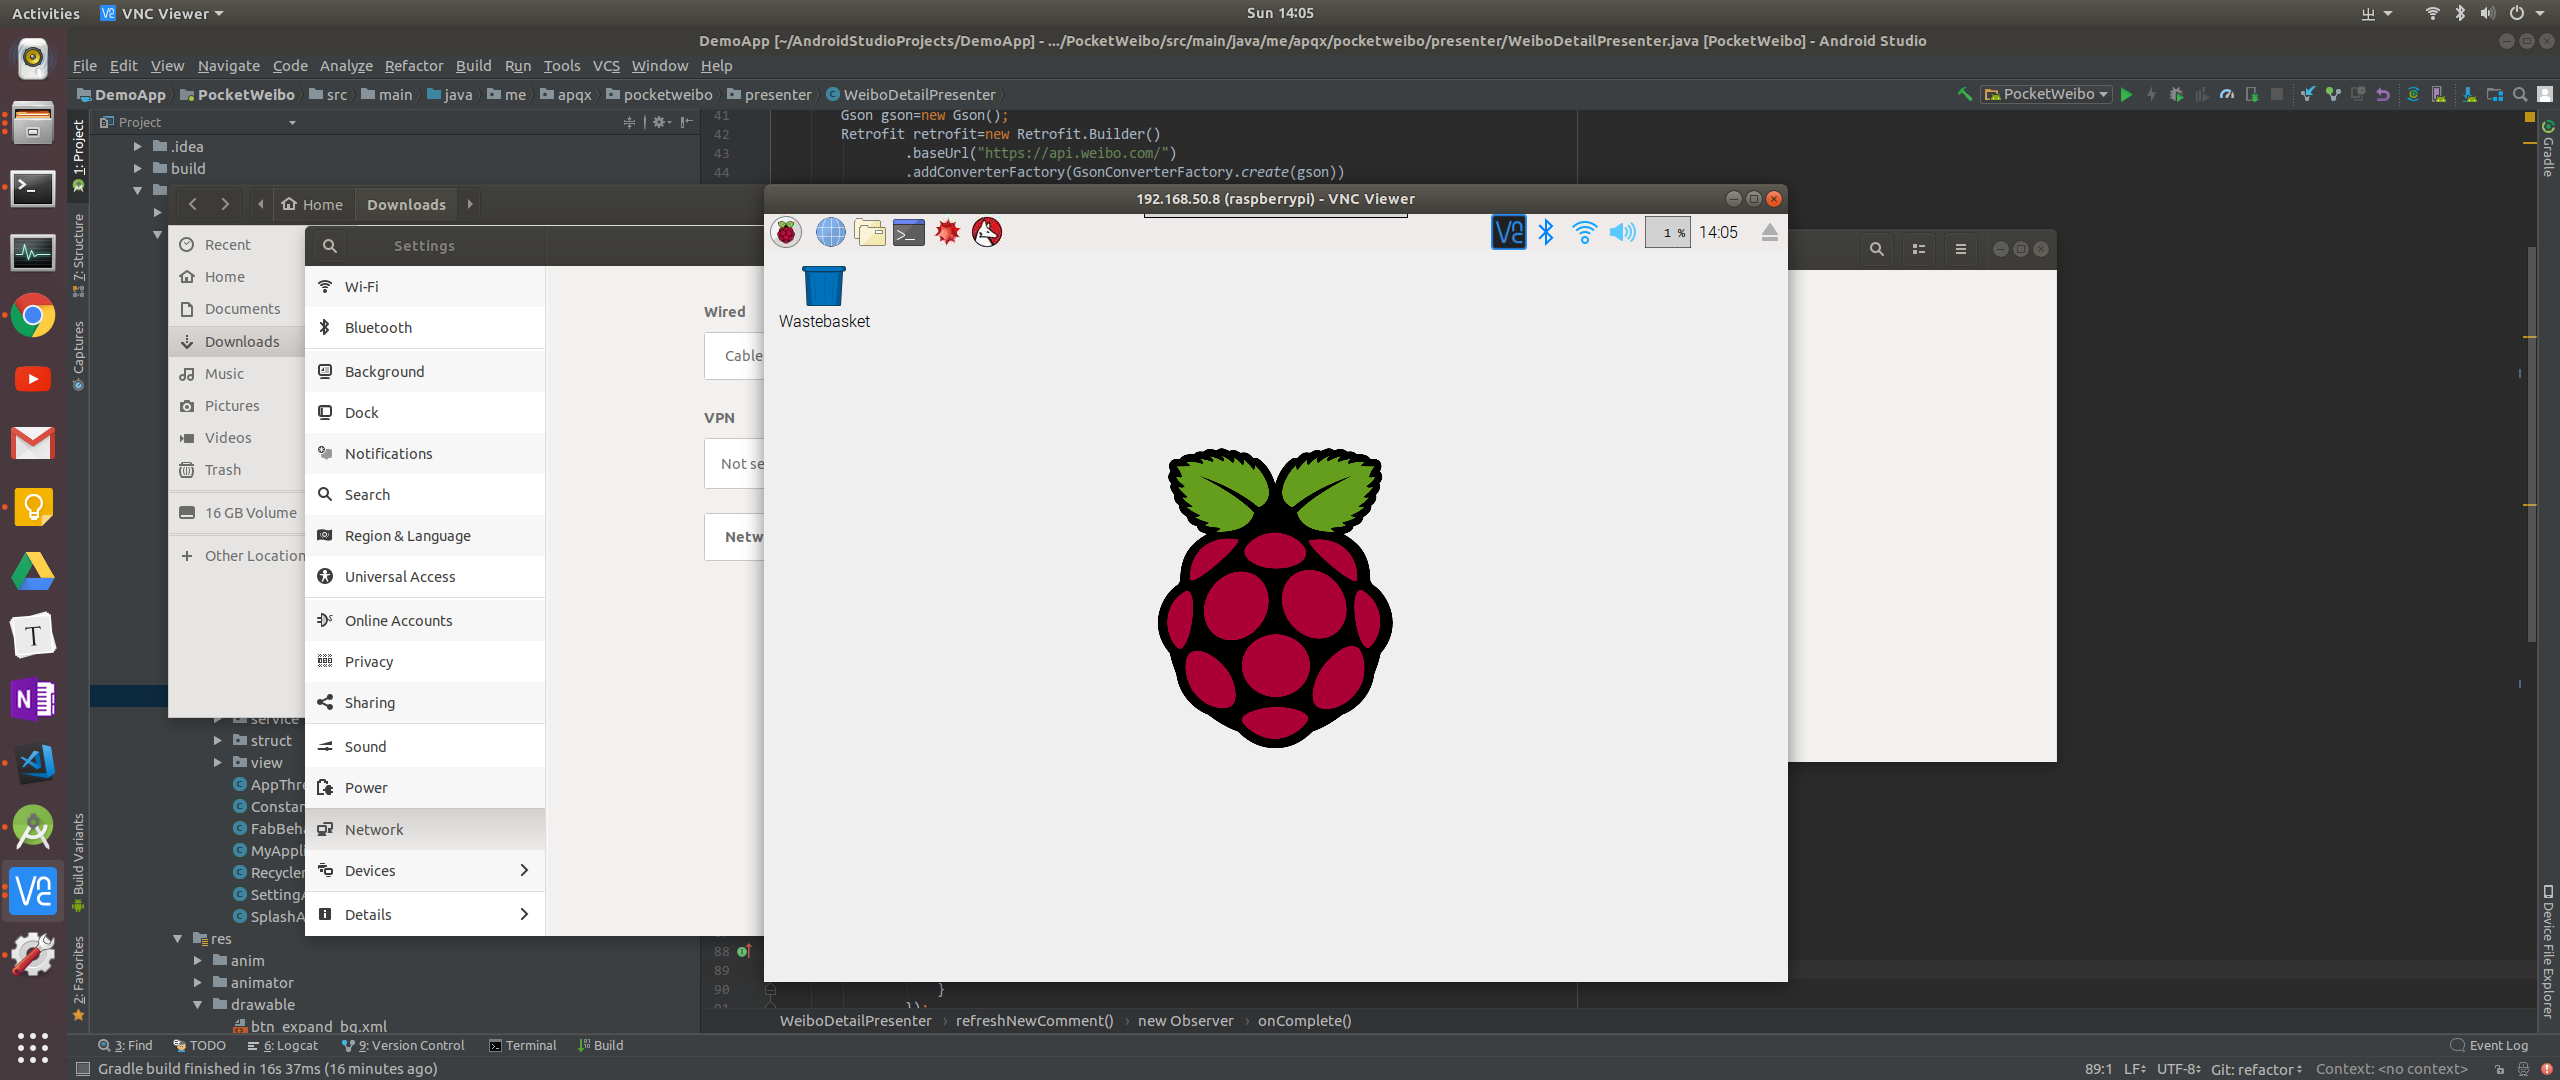 Activities VNC Viewer Sun 14:05
DemoApp [~/AndroidStudioProjects/DemoApp] - .../PocketWeibo/src/main/java/me/apqx/pocketweibo/presenter/WeiboDetailPresenter.java [PocketWeibo] - Android Studio
File Edit View Navigate Code Analyze Refactor Build Run Tools VCS Window Help
DemoApp PocketWeibo src main java me apqx pocketweibo presenter WeiboDetailPresenter PocketWeibo
Project
1: Project
7: Structure
Captures
Build Variants
2: Favorites
.idea
build
41 Gson gson=new Gson();
42 Retrofit retrofit=new Retrofit.Builder()
43 .baseUrl("https://api.weibo.com/")
44 .addConverterFactory(GsonConverterFactory.create(gson))
Home Downloads
Recent
Home
Documents
Downloads
Music
Pictures
Videos
Trash
16 GB Volume
Other Location
Settings
Wi-Fi
Bluetooth
Background
Dock
Notifications
Search
Region & Language
Universal Access
Online Accounts
Privacy
Sharing
Sound
Power
Network
Devices
Details
Wired
Cable
VPN
Not se
Netw
192.168.50.8 (raspberrypi) - VNC Viewer
1 % 14:05
Wastebasket
service
struct
view
AppThre
Constan
FabBeha
MyAppli
Recycler
SettingA
SplashA
res
anim
animator
drawable
btn_expand_bg.xml
88
89
90 }
91 });
WeiboDetailPresenter › refreshNewComment() › new Observer › onComplete()
Gradle
Device File Explorer
3: Find TODO 6: Logcat 9: Version Control Terminal Build Event Log
Gradle build finished in 16s 37ms (16 minutes ago) 89:1 LF UTF-8 Git: refactor Context: <no context>